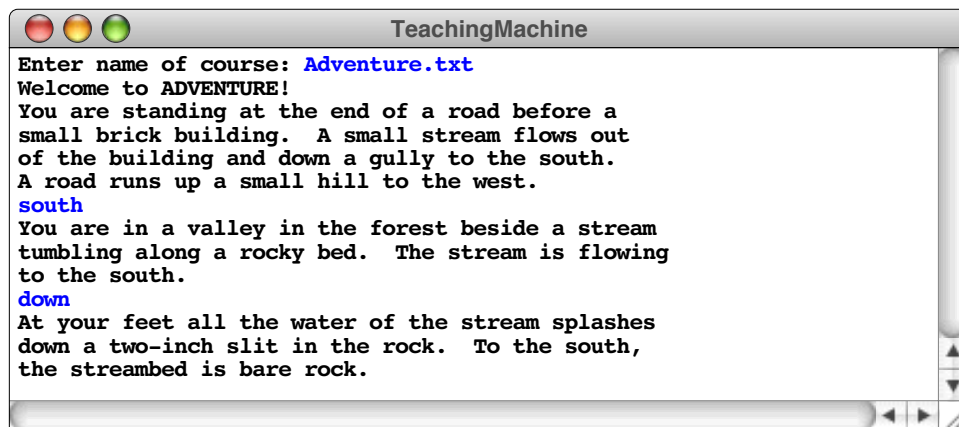 TeachingMachine
Enter name of course: Adventure.txt
Welcome to ADVENTURE!
You are standing at the end of a road before a
small brick building.  A small stream flows out
of the building and down a gully to the south.
A road runs up a small hill to the west.
south
You are in a valley in the forest beside a stream
tumbling along a rocky bed.  The stream is flowing
to the south.
down
At your feet all the water of the stream splashes
down a two-inch slit in the rock.  To the south,
the streambed is bare rock.